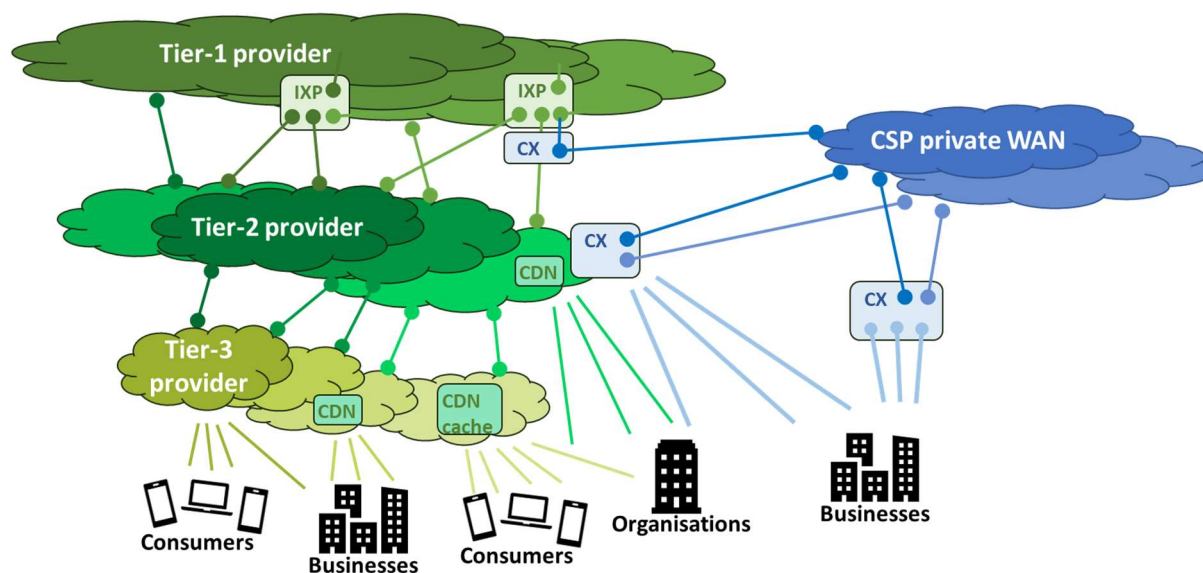 Tier-1 provider
IXP
IXP
CX
CSP private WAN
Tier-2 provider
CX
CDN
CX
Tier-3
provider
CDN
CDN
cache
Consumers
Businesses
Consumers
Organisations
Businesses